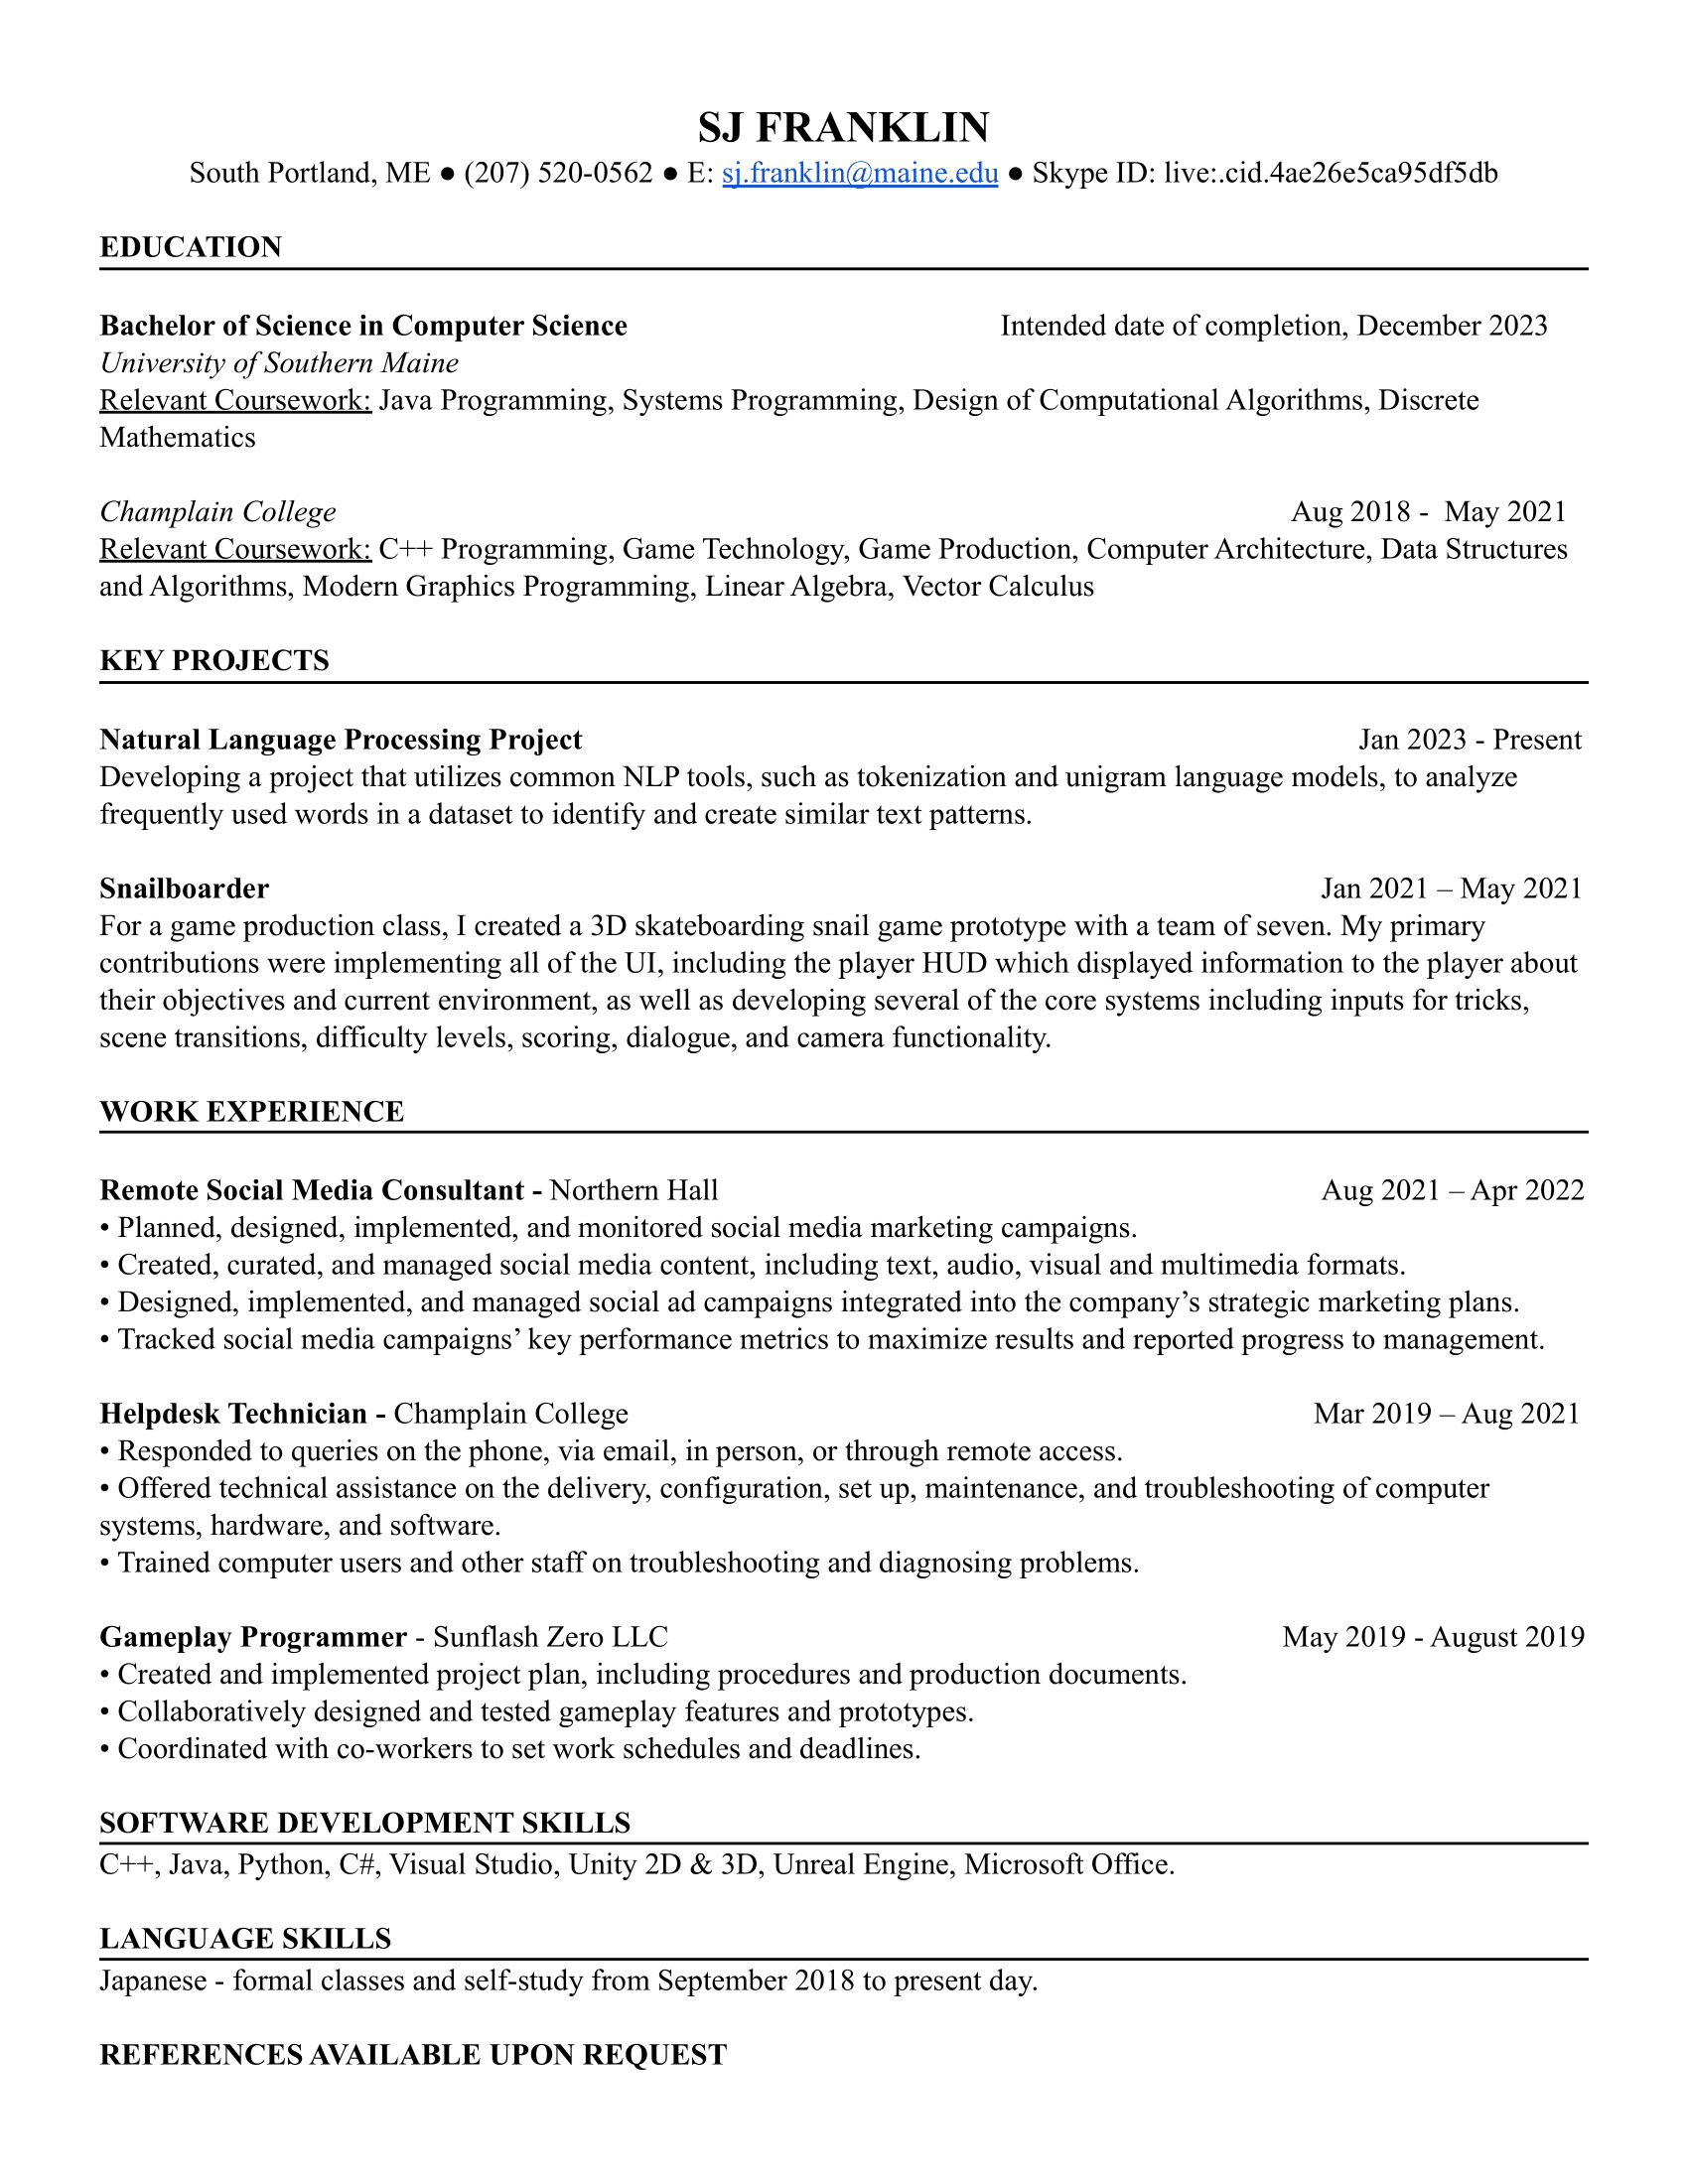 SJ FRANKLIN
South Portland, ME ● (207) 520-0562 ● E: sj.franklin@maine.edu ● Skype ID: live:.cid.4ae26e5ca95df5db
EDUCATION
Bachelor of Science in Computer Science Intended date of completion, December 2023
University of Southern Maine
Relevant Coursework: Java Programming, Systems Programming, Design of Computational Algorithms, Discrete
Mathematics
Champlain College Aug 2018 - May 2021
Relevant Coursework: C++ Programming, Game Technology, Game Production, Computer Architecture, Data Structures
and Algorithms, Modern Graphics Programming, Linear Algebra, Vector Calculus
KEY PROJECTS
Natural Language Processing Project Jan 2023 - Present
Developing a project that utilizes common NLP tools, such as tokenization and unigram language models, to analyze
frequently used words in a dataset to identify and create similar text patterns.
Snailboarder Jan 2021 – May 2021
For a game production class, I created a 3D skateboarding snail game prototype with a team of seven. My primary
contributions were implementing all of the UI, including the player HUD which displayed information to the player about
their objectives and current environment, as well as developing several of the core systems including inputs for tricks,
scene transitions, difficulty levels, scoring, dialogue, and camera functionality.
WORK EXPERIENCE
Remote Social Media Consultant - Northern Hall Aug 2021 – Apr 2022
• Planned, designed, implemented, and monitored social media marketing campaigns.
• Created, curated, and managed social media content, including text, audio, visual and multimedia formats.
• Designed, implemented, and managed social ad campaigns integrated into the company’s strategic marketing plans.
• Tracked social media campaigns’ key performance metrics to maximize results and reported progress to management.
Helpdesk Technician - Champlain College Mar 2019 – Aug 2021
• Responded to queries on the phone, via email, in person, or through remote access.
• Offered technical assistance on the delivery, configuration, set up, maintenance, and troubleshooting of computer
systems, hardware, and software.
• Trained computer users and other staff on troubleshooting and diagnosing problems.
Gameplay Programmer - Sunflash Zero LLC May 2019 - August 2019
• Created and implemented project plan, including procedures and production documents.
• Collaboratively designed and tested gameplay features and prototypes.
• Coordinated with co-workers to set work schedules and deadlines.
SOFTWARE DEVELOPMENT SKILLS
C++, Java, Python, C#, Visual Studio, Unity 2D & 3D, Unreal Engine, Microsoft Office.
LANGUAGE SKILLS
Japanese - formal classes and self-study from September 2018 to present day.
REFERENCES AVAILABLE UPON REQUEST